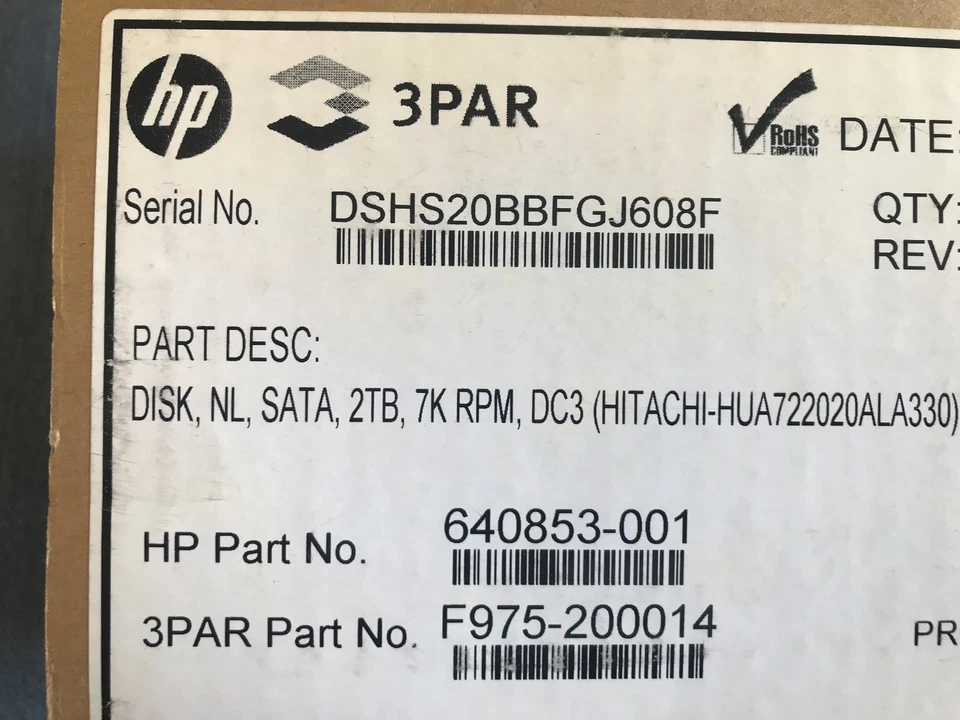 hp 3PAR RoHS COMPLIANT DATE:
Serial No. DSHS20BBFGJ608F QTY:
REV:
PART DESC:
DISK, NL, SATA, 2TB, 7K RPM, DC3 (HITACHI-HUA722020ALA330)
HP Part No. 640853-001
3PAR Part No. F975-200014 PR